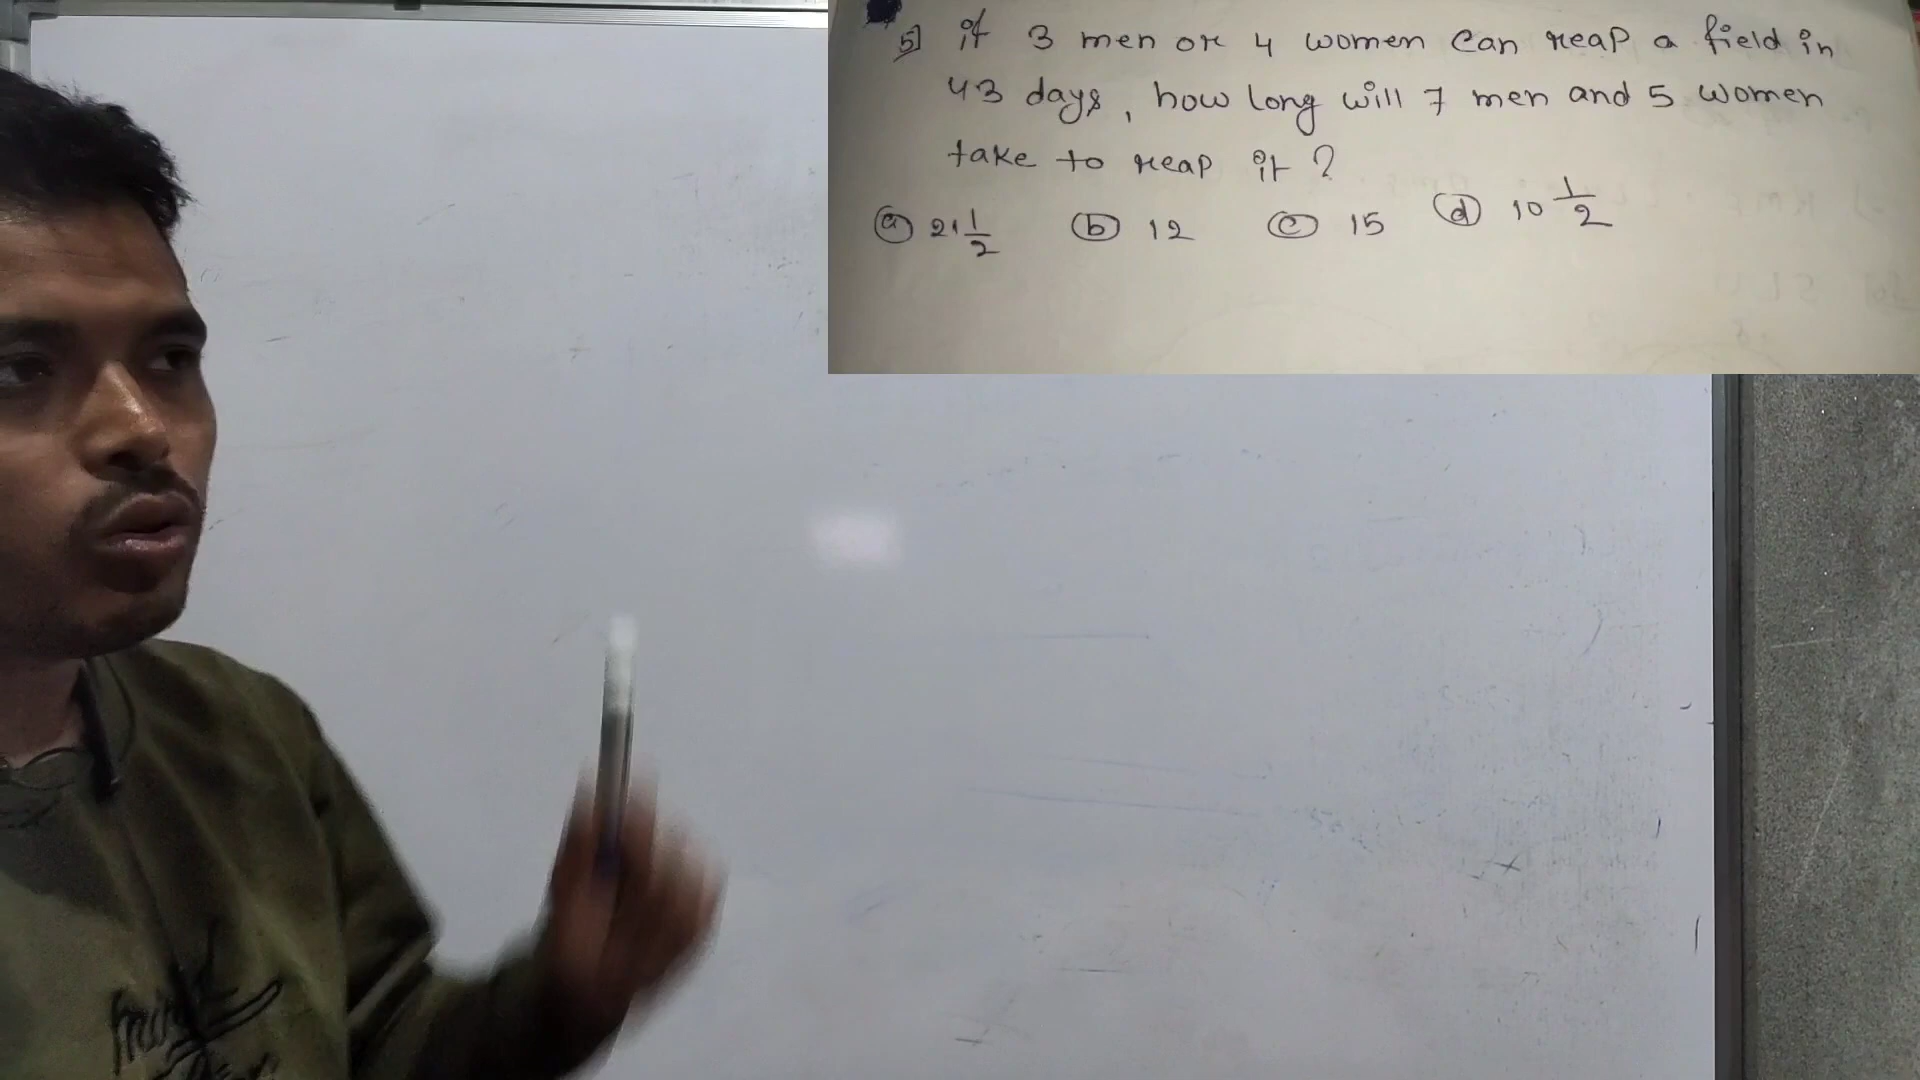 5] if 3 men or 4 women can reap a field in
43 days, how long will 7 men and 5 women
take to reap it ?
(a) 21 1/2 (b) 12 (c) 15 (d) 10 1/2